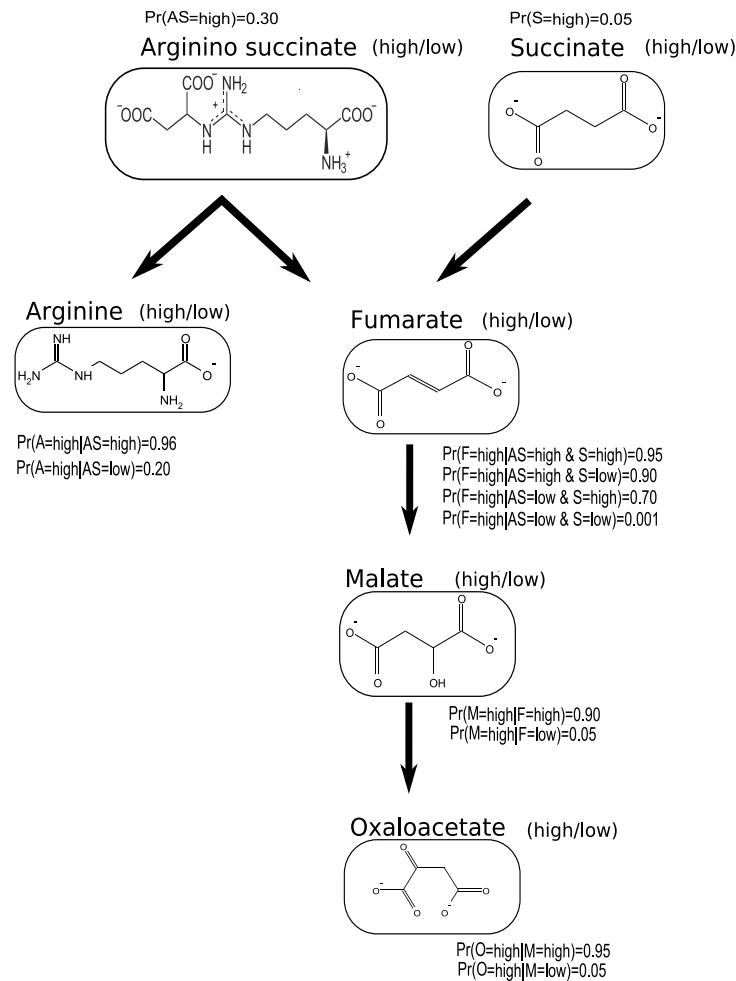 Pr(AS=high)=0.30
Pr(S=high)=0.05
Arginino succinate (high/low)
Succinate (high/low)
COO⁻ NH₂
⁻OOC + COO⁻
N N
H H
NH₃⁺
O
O⁻ O⁻
O
Arginine (high/low)
Fumarate (high/low)
NH O
H₂N NH O⁻
NH₂
O
O⁻ O⁻
O
Pr(A=high|AS=high)=0.96
Pr(A=high|AS=low)=0.20
Pr(F=high|AS=high & S=high)=0.95
Pr(F=high|AS=high & S=low)=0.90
Pr(F=high|AS=low & S=high)=0.70
Pr(F=high|AS=low & S=low)=0.001
Malate (high/low)
O
O⁻ O⁻
O OH
Pr(M=high|F=high)=0.90
Pr(M=high|F=low)=0.05
Oxaloacetate (high/low)
O
O⁻ O
O O⁻
Pr(O=high|M=high)=0.95
Pr(O=high|M=low)=0.05